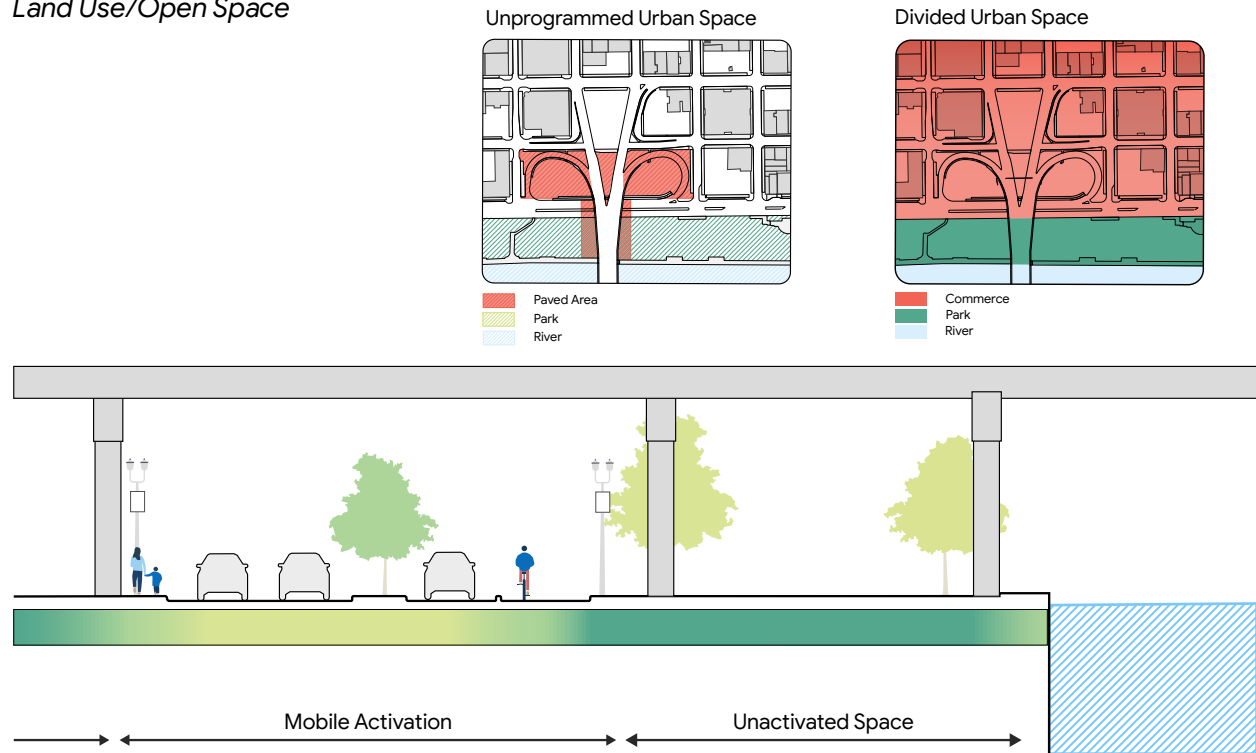 Land Use/Open Space
Unprogrammed Urban Space
Divided Urban Space
Paved Area
Park
River
Commerce
Park
River
Mobile Activation
Unactivated Space